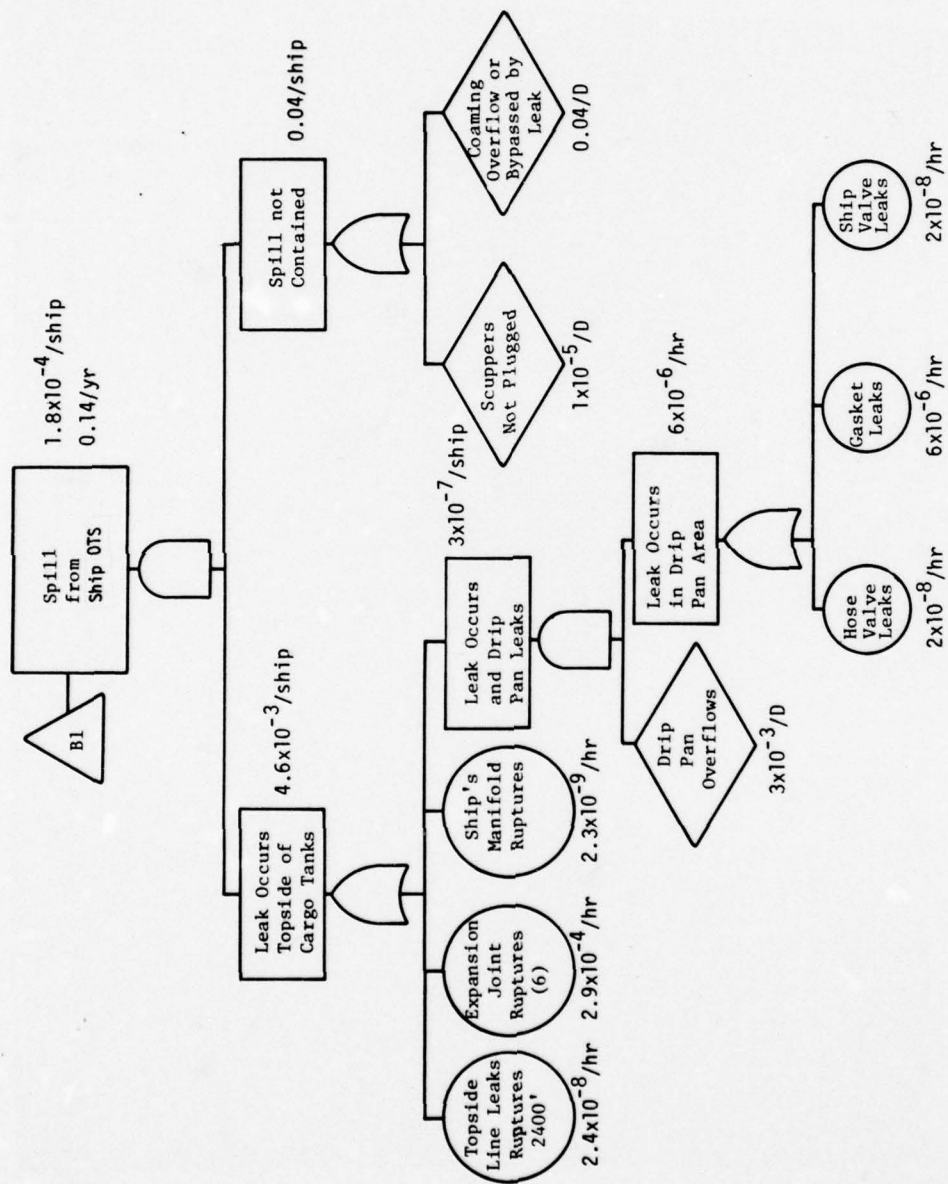 B1
Spill
from
Ship OTS
1.8x10⁻⁴/ship
0.14/yr
Leak Occurs
Topside of
Cargo Tanks
4.6x10⁻³/ship
Spill not
Contained
0.04/ship
Topside
Line Leaks
Ruptures
2400'
2.4x10⁻⁸/hr
Expansion
Joint
Ruptures
(6)
2.9x10⁻⁴/hr
Ship's
Manifold
Ruptures
2.3x10⁻⁹/hr
Leak Occurs
and Drip
Pan Leaks
3x10⁻⁷/ship
Scuppers
Not Plugged
1x10⁻⁵/D
Coaming
Overflow or
Bypassed by
Leak
0.04/D
Drip
Pan
Overflows
3x10⁻³/D
Leak Occurs
in Drip
Pan Area
6x10⁻⁶/hr
Hose
Valve
Leaks
2x10⁻⁸/hr
Gasket
Leaks
6x10⁻⁶/hr
Ship
Valve
Leaks
2x10⁻⁸/hr